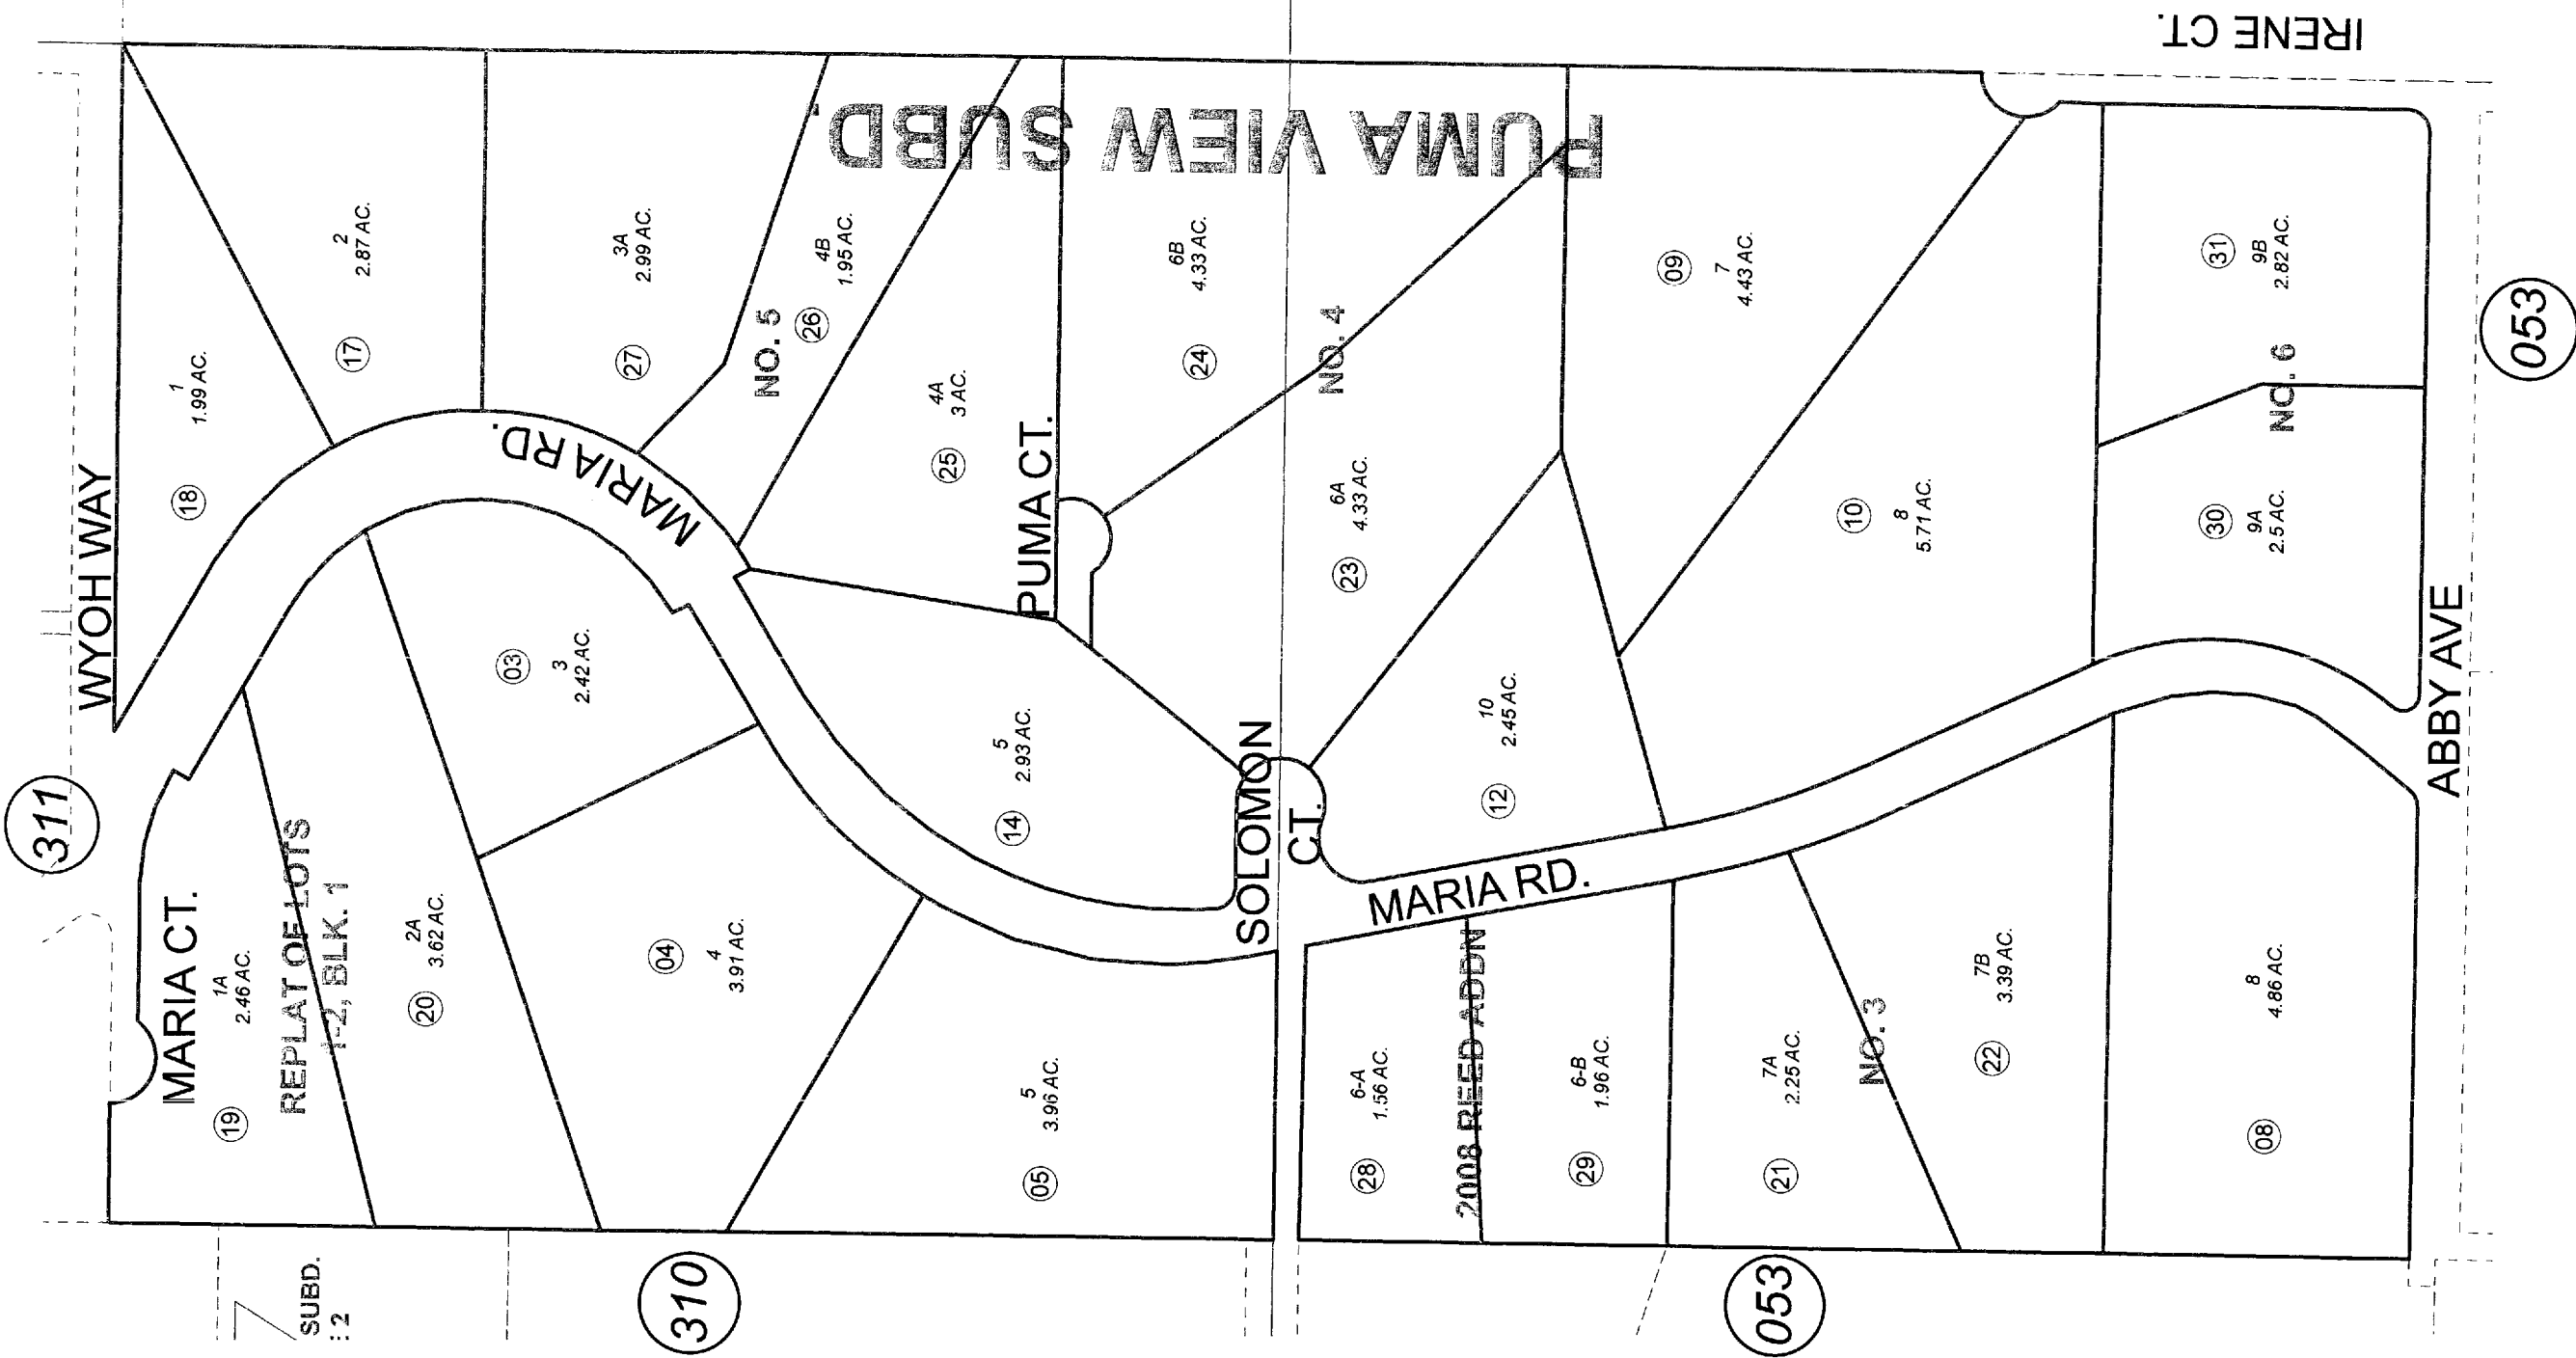 IRENE CT.
PUMA VIEW SUBD.
WYOH WAY
311
1
1.99 AC.
18
2
2.87 AC.
17
3A
2.99 AC.
27
4B
1.95 AC.
26
NO. 5
4A
3 AC.
25
PUMA CT.
6B
4.33 AC.
24
NO. 4
6A
4.33 AC.
23
09
7
4.43 AC.
10
8
5.71 AC.
31
9B
2.82 AC.
NO. 6
30
9A
2.5 AC.
053
ABBY AVE
MARIA RD.
03
3
2.42 AC.
5
2.93 AC.
14
SOLOMON
CT.
10
2.45 AC.
12
MARIA RD.
MARIA CT.
1A
2.46 AC.
19
REPLAT OF LOTS
1-2, BLK. 1
2A
3.62 AC.
20
04
4
3.91 AC.
5
3.96 AC.
05
6-A
1.56 AC.
28
2008 REED ADDN
6-B
1.96 AC.
29
7A
2.25 AC.
21
NO. 3
7B
3.39 AC.
22
8
4.86 AC.
08
SUBD.
: 2
310
053